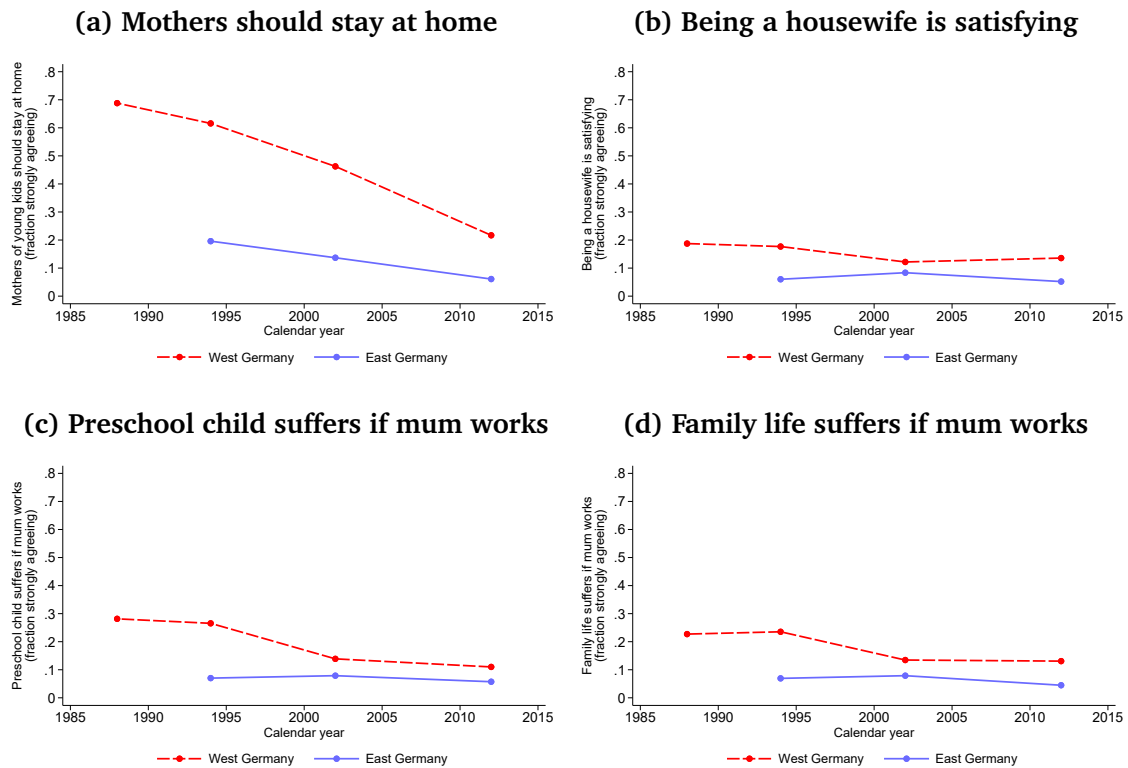 (a) Mothers should stay at home
Mothers of young kids should stay at home
(fraction strongly agreeing)
.8
.7
.6
.5
.4
.3
.2
.1
0
1985 1990 1995 2000 2005 2010 2015
Calendar year
West Germany East Germany
(b) Being a housewife is satisfying
Being a housewife is satisfying
(fraction strongly agreeing)
.8
.7
.6
.5
.4
.3
.2
.1
0
1985 1990 1995 2000 2005 2010 2015
Calendar year
West Germany East Germany
(c) Preschool child suffers if mum works
Preschool child suffers if mum works
(fraction strongly agreeing)
.8
.7
.6
.5
.4
.3
.2
.1
0
1985 1990 1995 2000 2005 2010 2015
Calendar year
West Germany East Germany
(d) Family life suffers if mum works
Family life suffers if mum works
(fraction strongly agreeing)
.8
.7
.6
.5
.4
.3
.2
.1
0
1985 1990 1995 2000 2005 2010 2015
Calendar year
West Germany East Germany